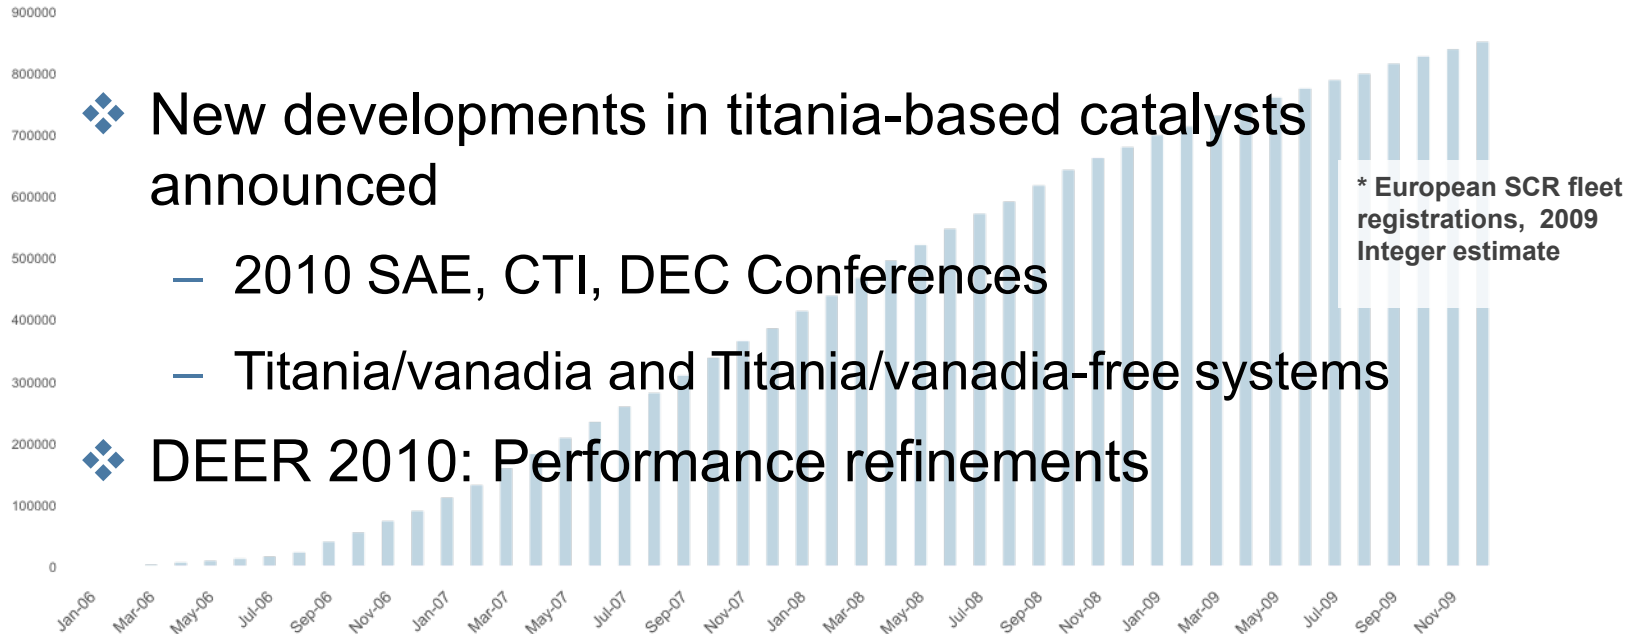 900000
800000
700000
600000
500000
400000
300000
200000
100000
0
❖ New developments in titania-based catalysts
announced
– 2010 SAE, CTI, DEC Conferences
– Titania/vanadia and Titania/vanadia-free systems
❖ DEER 2010: Performance refinements
* European SCR fleet
registrations, 2009
Integer estimate
Jan-06
Mar-06
May-06
Jul-06
Sep-06
Nov-06
Jan-07
Mar-07
May-07
Jul-07
Sep-07
Nov-07
Jan-08
Mar-08
May-08
Jul-08
Sep-08
Nov-08
Jan-09
Mar-09
May-09
Jul-09
Sep-09
Nov-09